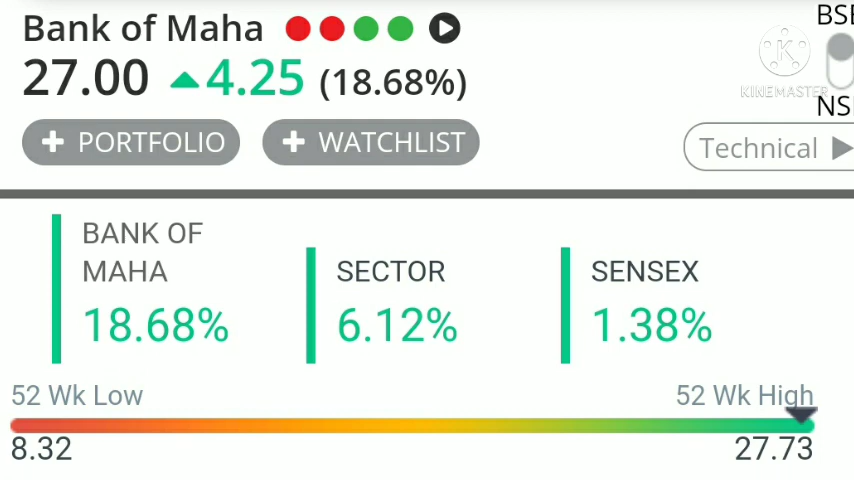 Bank of Maha
27.00 ▲4.25 (18.68%)
+ PORTFOLIO + WATCHLIST
BSE
KINEMASTER
NS
Technical ▶
BANK OF
MAHA
18.68%
SECTOR
6.12%
SENSEX
1.38%
52 Wk Low 52 Wk High
8.32 27.73